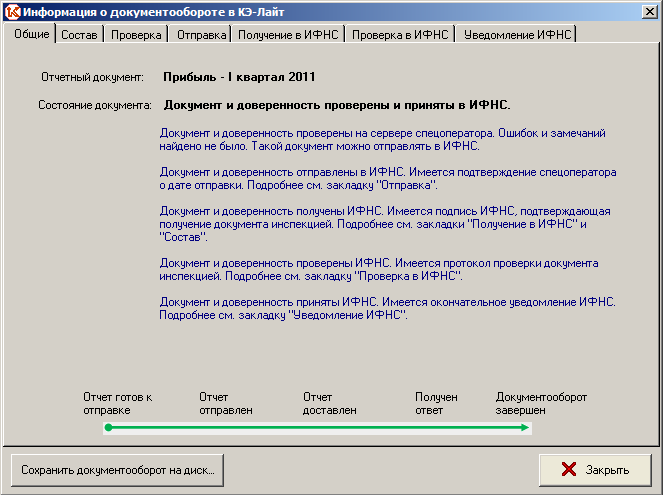 Информация о документообороте в КЭ-Лайт
Общие Состав Проверка Отправка Получение в ИФНС Проверка в ИФНС Уведомление ИФНС
Отчетный документ: Прибыль - I квартал 2011
Состояние документа: Документ и доверенность проверены и приняты в ИФНС.
Документ и доверенность проверены на сервере спецоператора. Ошибок и замечаний
найдено не было. Такой документ можно отправлять в ИФНС.
Документ и доверенность отправлены в ИФНС. Имеется подтверждение спецоператора
о дате отправки. Подробнее см. закладку "Отправка".
Документ и доверенность получены ИФНС. Имеется подпись ИФНС, подтверждающая
получение документа инспекцией. Подробнее см. закладки "Получение в ИФНС" и
"Состав".
Документ и доверенность проверены ИФНС. Имеется протокол проверки документа
инспекцией. Подробнее см. закладку "Проверка в ИФНС".
Документ и доверенность приняты ИФНС. Имеется окончательное уведомление ИФНС.
Подробнее см. закладку "Уведомление ИФНС".
Отчет готов к Отчет Отчет Получен Документооборот
отправке отправлен доставлен ответ завершен
Сохранить документооборот на диск... Закрыть